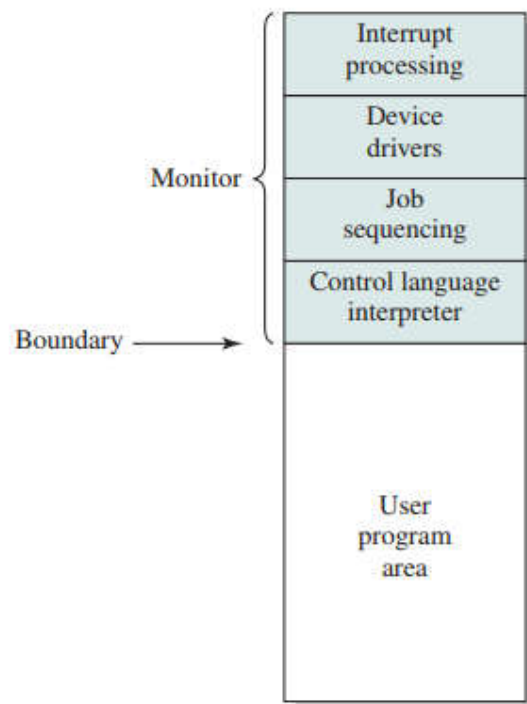 Interrupt
processing
Device
drivers
Monitor
Job
sequencing
Control language
interpreter
Boundary
User
program
area